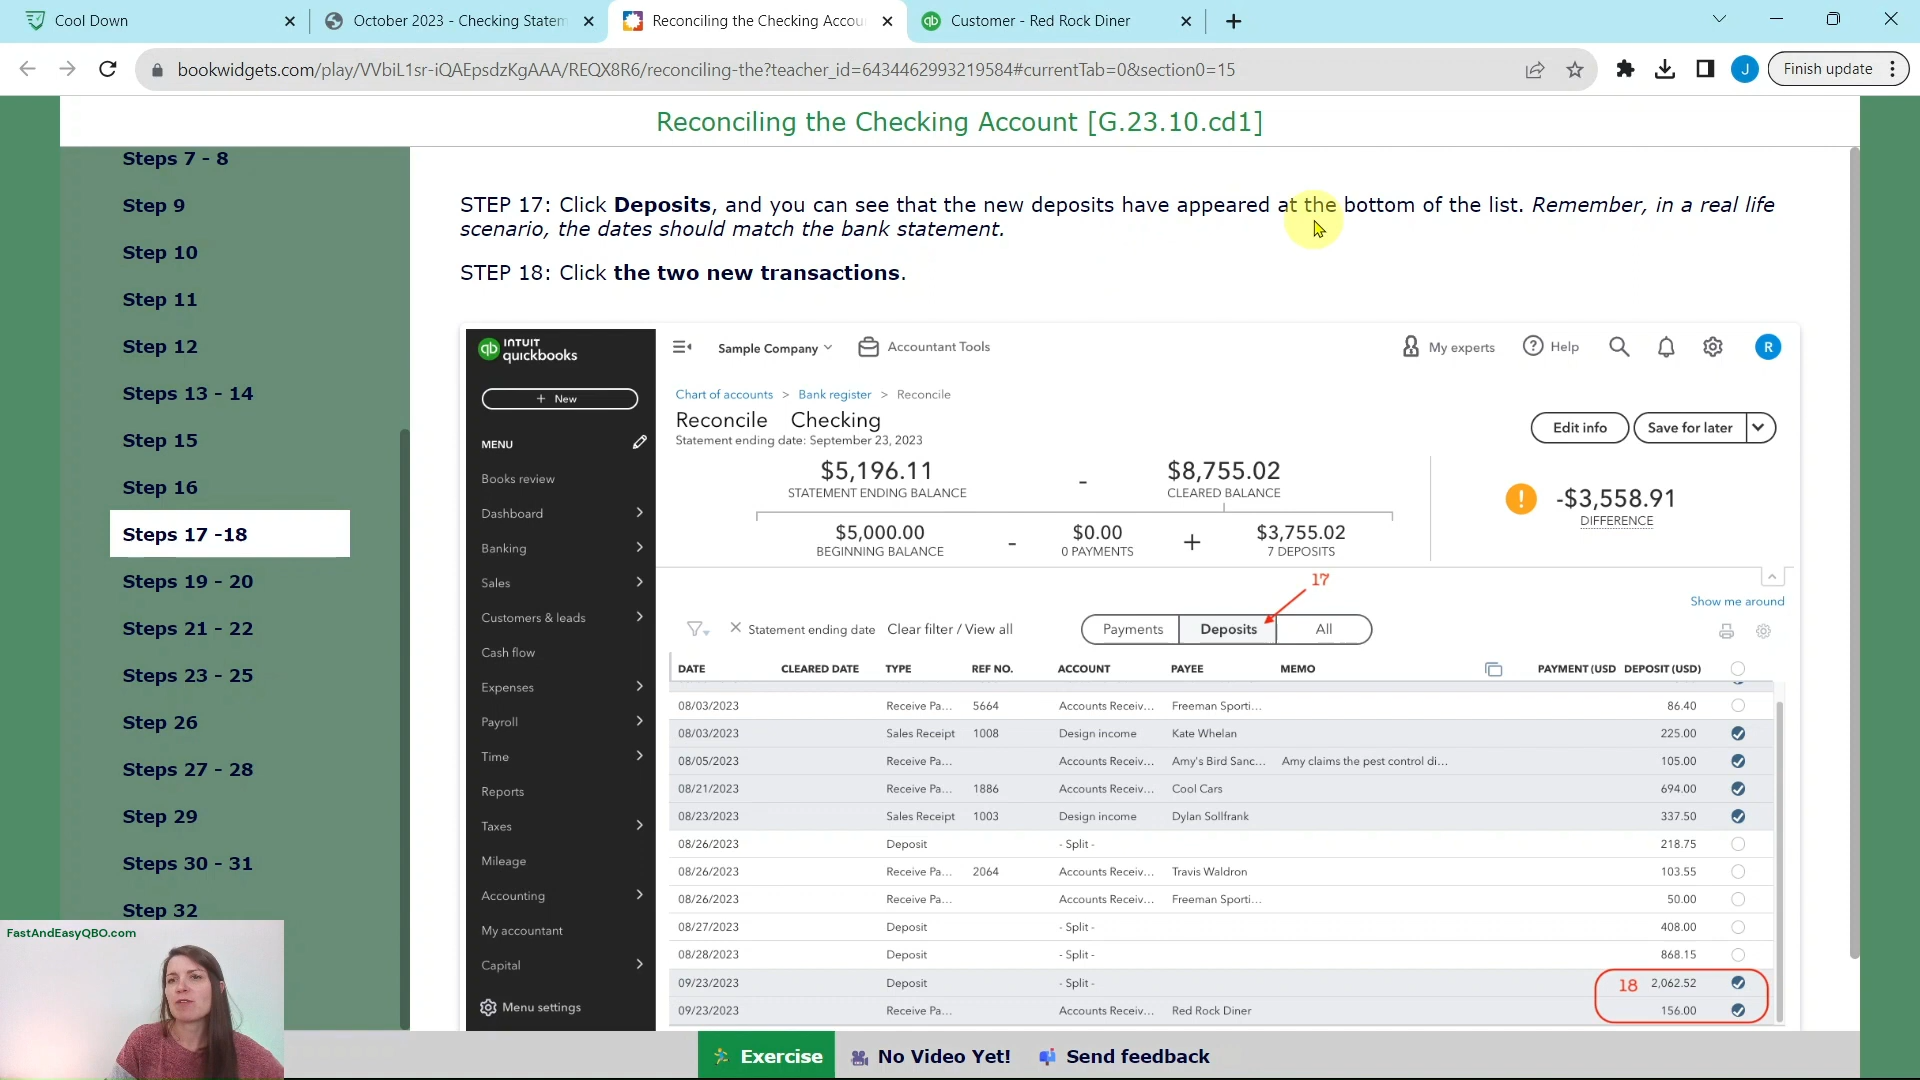 Cool Down
October 2023 - Checking Statem
Reconciling the Checking Accou
Customer - Red Rock Diner
bookwidgets.com/play/VVbiL1sr-iQAEpsdzKgAAA/REQX8R6/reconciling-the?teacher_id=6434462993219584#currentTab=0&section0=15
J
Finish update
Reconciling the Checking Account [G.23.10.cd1]
Steps 7 - 8
Step 9
Step 10
Step 11
Step 12
Steps 13 - 14
Step 15
Step 16
Steps 17 -18
Steps 19 - 20
Steps 21 - 22
Steps 23 - 25
Step 26
Steps 27 - 28
Step 29
Steps 30 - 31
Step 32
STEP 17: Click Deposits, and you can see that the new deposits have appeared at the bottom of the list. Remember, in a real life
scenario, the dates should match the bank statement.
STEP 18: Click the two new transactions.
qb INTUIT quickbooks
+ New
MENU
Books review
Dashboard
Banking
Sales
Customers & leads
Cash flow
Expenses
Payroll
Time
Reports
Taxes
Mileage
Accounting
My accountant
Capital
Menu settings
Sample Company
Accountant Tools
My experts
Help
R
Chart of accounts > Bank register > Reconcile
Reconcile Checking
Statement ending date: September 23, 2023
Edit info
Save for later
$5,196.11 - $8,755.02
STATEMENT ENDING BALANCE CLEARED BALANCE
-$3,558.91
DIFFERENCE
$5,000.00 - $0.00 + $3,755.02
BEGINNING BALANCE 0 PAYMENTS 7 DEPOSITS
17
Show me around
Statement ending date Clear filter / View all
Payments Deposits All
DATE CLEARED DATE TYPE REF NO. ACCOUNT PAYEE MEMO PAYMENT (USD DEPOSIT (USD)
08/03/2023 Receive Pa... 5664 Accounts Receiv... Freeman Sporti... 86.40
08/03/2023 Sales Receipt 1008 Design income Kate Whelan 225.00
08/05/2023 Receive Pa... Accounts Receiv... Amy's Bird Sanc... Amy claims the pest control di... 105.00
08/21/2023 Receive Pa... 1886 Accounts Receiv... Cool Cars 694.00
08/23/2023 Sales Receipt 1003 Design income Dylan Sollfrank 337.50
08/26/2023 Deposit - Split - 218.75
08/26/2023 Receive Pa... 2064 Accounts Receiv... Travis Waldron 103.55
08/26/2023 Receive Pa... Accounts Receiv... Freeman Sporti... 50.00
08/27/2023 Deposit - Split - 408.00
08/28/2023 Deposit - Split - 868.15
09/23/2023 Deposit - Split - 18 2,062.52
09/23/2023 Receive Pa... Accounts Receiv... Red Rock Diner 156.00
FastAndEasyQBO.com
Exercise
No Video Yet!
Send feedback